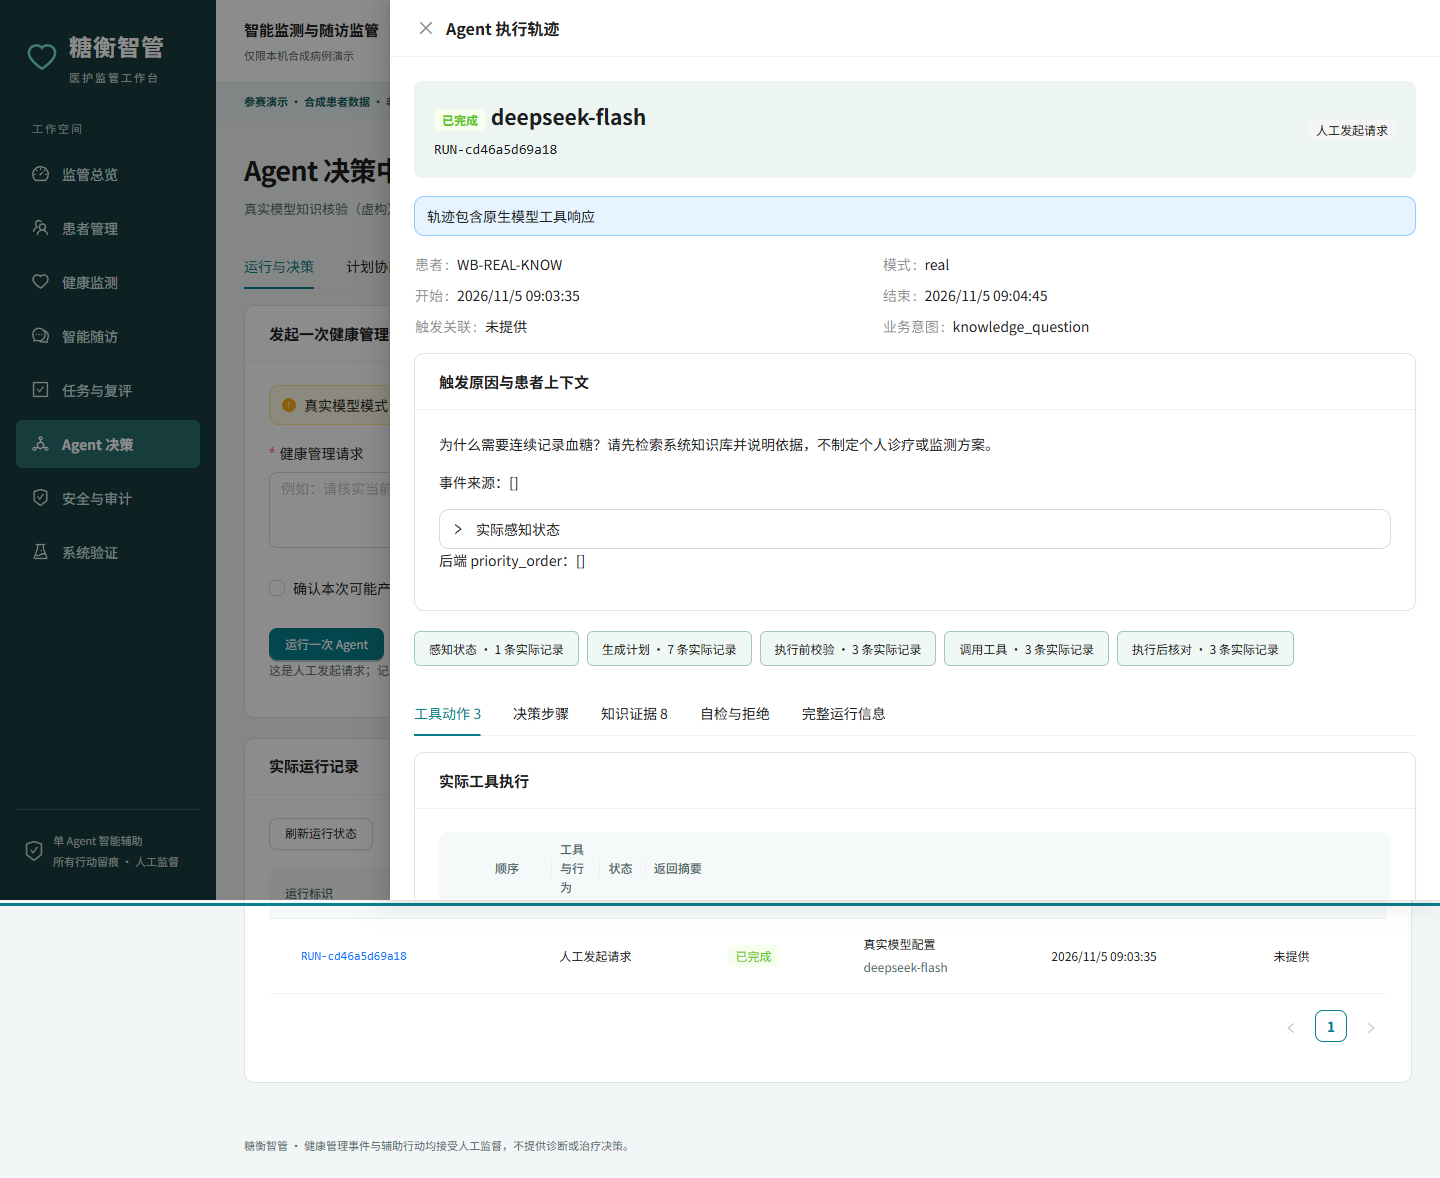 糖衡智管
医护监管工作台
工作空间
监管总览
患者管理
健康监测
智能随访
任务与复评
Agent 决策
安全与审计
系统验证
单 Agent 智能辅助
所有行动留痕 · 人工监督
智能监测与随访监管
仅限本机合成病例演示
参赛演示 · 合成患者数据 ·
Agent 决策中
真实模型知识核验（虚构
运行与决策
计划协
发起一次健康管理
真实模型模式
* 健康管理请求
例如：请核实当前
确认本次可能产
运行一次 Agent
这是人工发起请求；记
实际运行记录
刷新运行状态
运行标识
Agent 执行轨迹
已完成 deepseek-flash
RUN-cd46a5d69a18
人工发起请求
轨迹包含原生模型工具响应
患者：WB-REAL-KNOW
模式：real
开始：2026/11/5 09:03:35
结束：2026/11/5 09:04:45
触发关联：未提供
业务意图：knowledge_question
触发原因与患者上下文
为什么需要连续记录血糖？请先检索系统知识库并说明依据，不制定个人诊疗或监测方案。
事件来源：[]
实际感知状态
后端 priority_order：[]
感知状态 · 1 条实际记录
生成计划 · 7 条实际记录
执行前校验 · 3 条实际记录
调用工具 · 3 条实际记录
执行后核对 · 3 条实际记录
工具动作 3
决策步骤
知识证据 8
自检与拒绝
完整运行信息
实际工具执行
顺序
工具
与行
为
状态
返回摘要
RUN-cd46a5d69a18
人工发起请求
已完成
真实模型配置
deepseek-flash
2026/11/5 09:03:35
未提供
1
糖衡智管 · 健康管理事件与辅助行动均接受人工监督，不提供诊断或治疗决策。